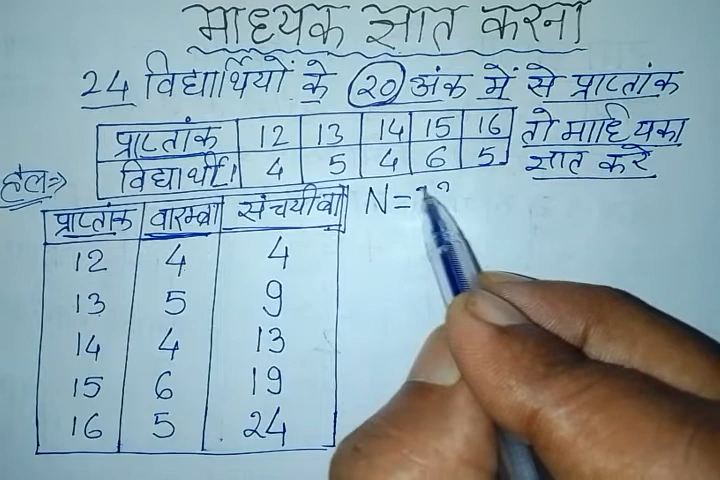 माध्यक ज्ञात करना
24 विद्यार्थियों के 20 अंक में से प्राप्तांक
प्राप्तांक 12 13 14 15 16 तो माध्यिका
विद्यार्थी 4 5 4 6 5 ज्ञात करे
हल⇒
प्राप्तांक वारम्बा संचयीबा N =
12 4 4
13 5 9
14 4 13
15 6 19
16 5 24